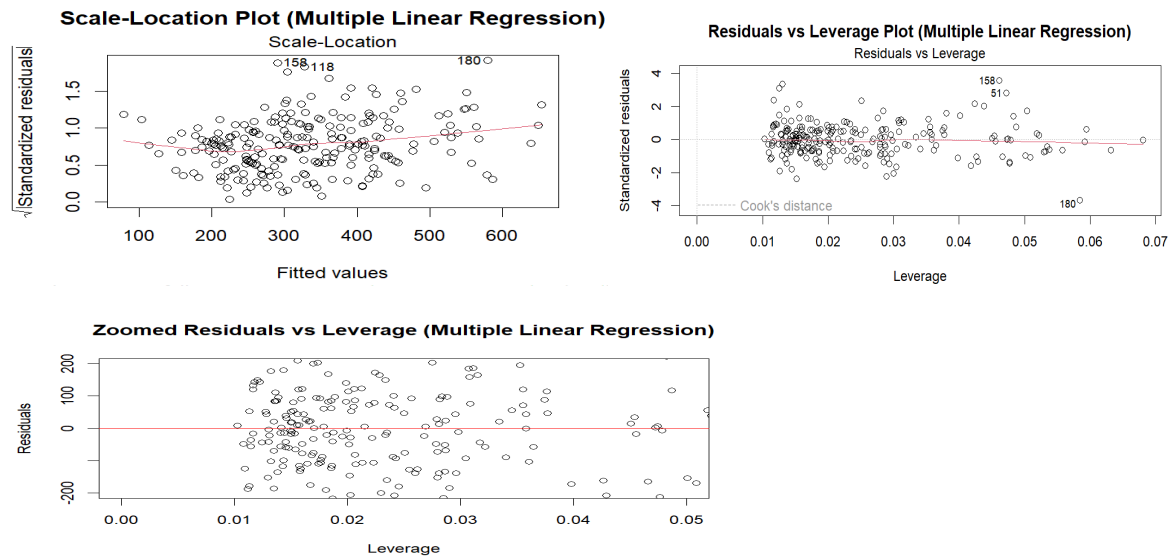 Scale-Location Plot (Multiple Linear Regression)
Scale-Location
√|Standardized residuals|
0.0 0.5 1.0 1.5
158
118
180
100 200 300 400 500 600
Fitted values
Residuals vs Leverage Plot (Multiple Linear Regression)
Residuals vs Leverage
Standardized residuals
4
2
0
-2
-4
158
51
180
Cook's distance
0.00 0.01 0.02 0.03 0.04 0.05 0.06 0.07
Leverage
Zoomed Residuals vs Leverage (Multiple Linear Regression)
Residuals
-200 0 100 200
0.00 0.01 0.02 0.03 0.04 0.05
Leverage